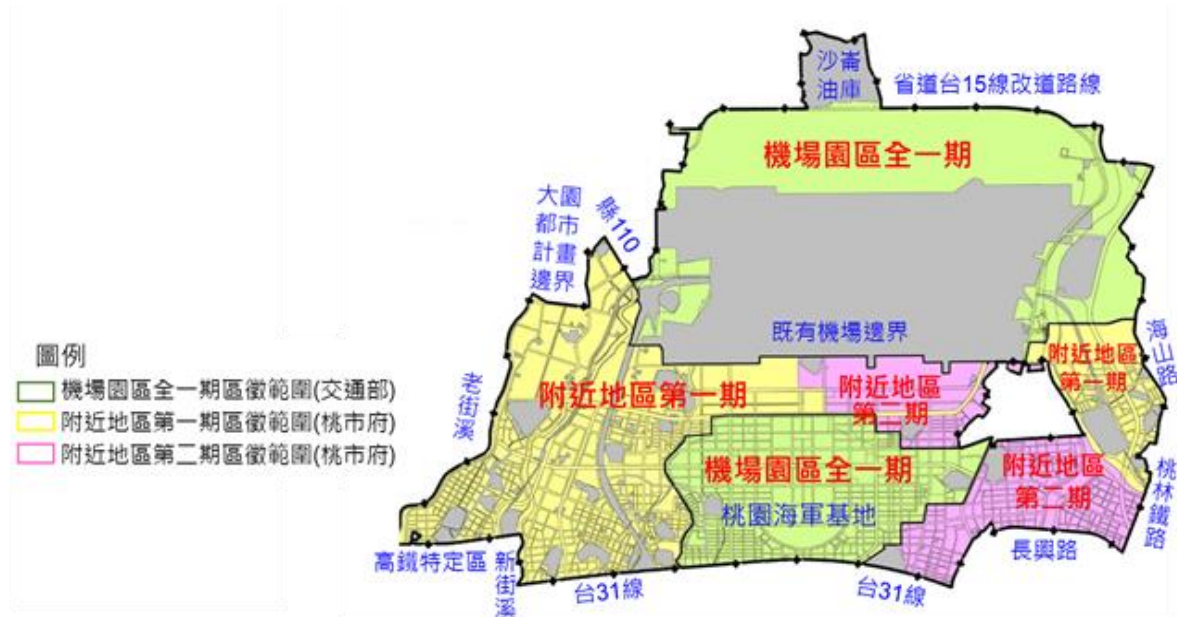 沙崙
油庫
省道台15線改道路線
機場園區全一期
大園
都市
計畫
邊界
縣110
既有機場邊界
海山路
圖例
機場園區全一期區徵範圍(交通部)
附近地區第一期區徵範圍(桃市府)
附近地區第二期區徵範圍(桃市府)
老街溪
附近地區第一期
附近地區
第二期
附近地區
第一期
機場園區全一期
桃園海軍基地
附近地區
第二期
桃林鐵路
長興路
高鐵特定區
新街溪
台31線
台31線